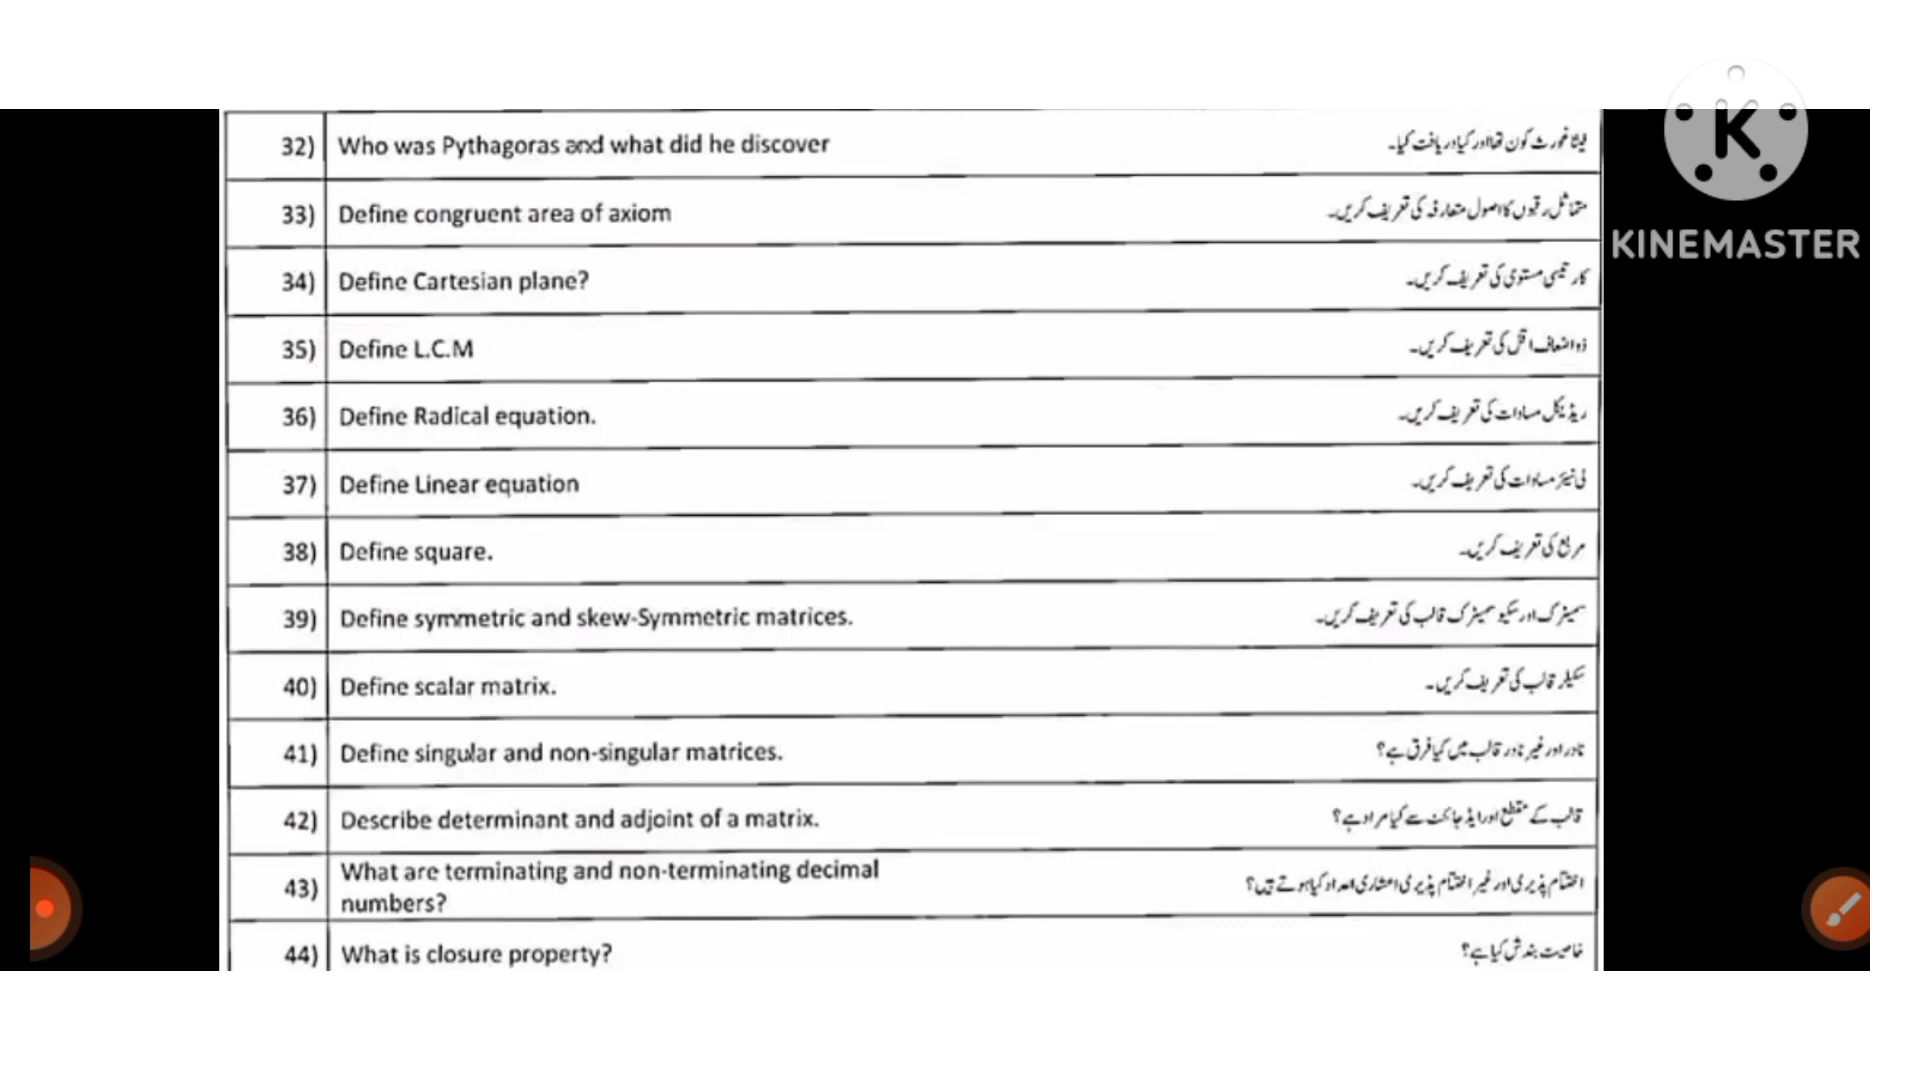 32) Who was Pythagoras and what did he discover فیثا غورث کون تھا اور کیا دریافت کیا۔
33) Define congruent area of axiom متماثل رقبوں کا اصول متعارفہ کی تعریف کریں۔
34) Define Cartesian plane? کارتیسی مستوی کی تعریف کریں۔
35) Define L.C.M ذو اضعاف اقل کی تعریف کریں۔
36) Define Radical equation. ریڈیکل مساوات کی تعریف کریں۔
37) Define Linear equation لی نیئر مساوات کی تعریف کریں۔
38) Define square. مربع کی تعریف کریں۔
39) Define symmetric and skew-Symmetric matrices. سمیٹرک اور سکیو سمیٹرک قالب کی تعریف کریں۔
40) Define scalar matrix. سکیلر قالب کی تعریف کریں۔
41) Define singular and non-singular matrices. نادر اور غیر نادر قالب میں کیا فرق ہے؟
42) Describe determinant and adjoint of a matrix. قالب کے مقطع اور ایڈجائنٹ سے کیا مراد ہے؟
43) What are terminating and non-terminating decimal
numbers? اختتام پذیری اور غیر اختتام پذیری اعشاری اعداد کیا ہوتے ہیں؟
44) What is closure property? خاصیت بندش کیا ہے؟
K
KINEMASTER